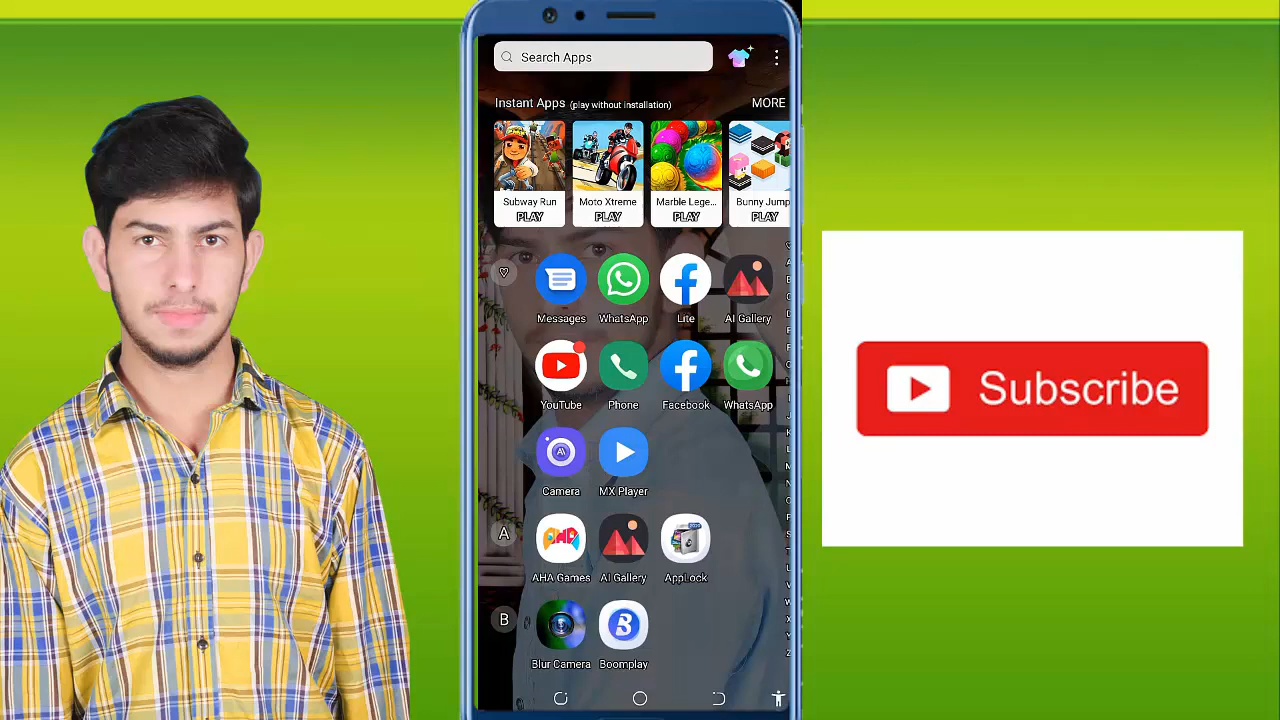 Search Apps
Instant Apps (play without installation) MORE
Subway Run Moto Xtreme Marble Lege... Bunny Jump
PLAY PLAY PLAY PLAY
Messages WhatsApp Lite AI Gallery
YouTube Phone Facebook WhatsApp
Camera MX Player
A
AHA Games AI Gallery AppLock
B
Blur Camera Boomplay
Subscribe